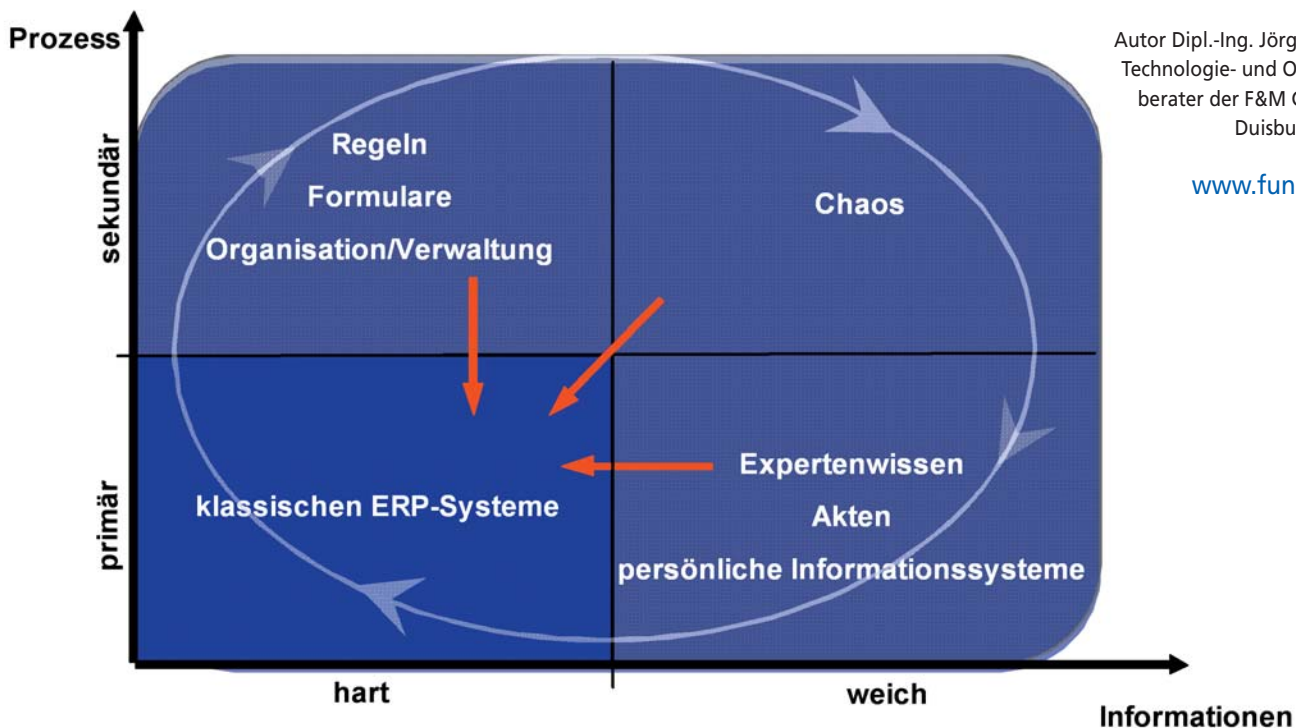 Prozess
sekundär
primär
Regeln
Formulare
Organisation/Verwaltung
Chaos
klassischen ERP-Systeme
Expertenwissen
Akten
persönliche Informationssysteme
hart
weich
Informationen
Autor Dipl.-Ing. Jörg
Technologie- und
berater der F&M
www.fun